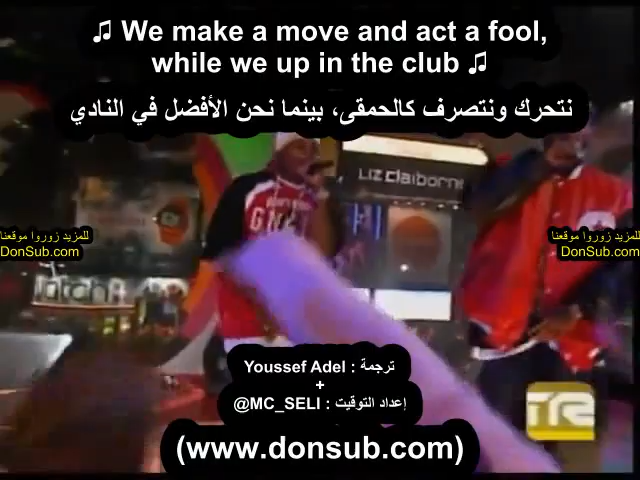 ♫ We make a move and act a fool,
while we up in the club ♫
نتحرك ونتصرف كالحمقى، بينما نحن الأفضل في النادي
LIZ claiborne
للمزيد زوروا موقعنا
DonSub.com
للمزيد زوروا موقعنا
DonSub.com
ترجمة : Youssef Adel
+
إعداد التوقيت : MC_SELI@
(www.donsub.com)